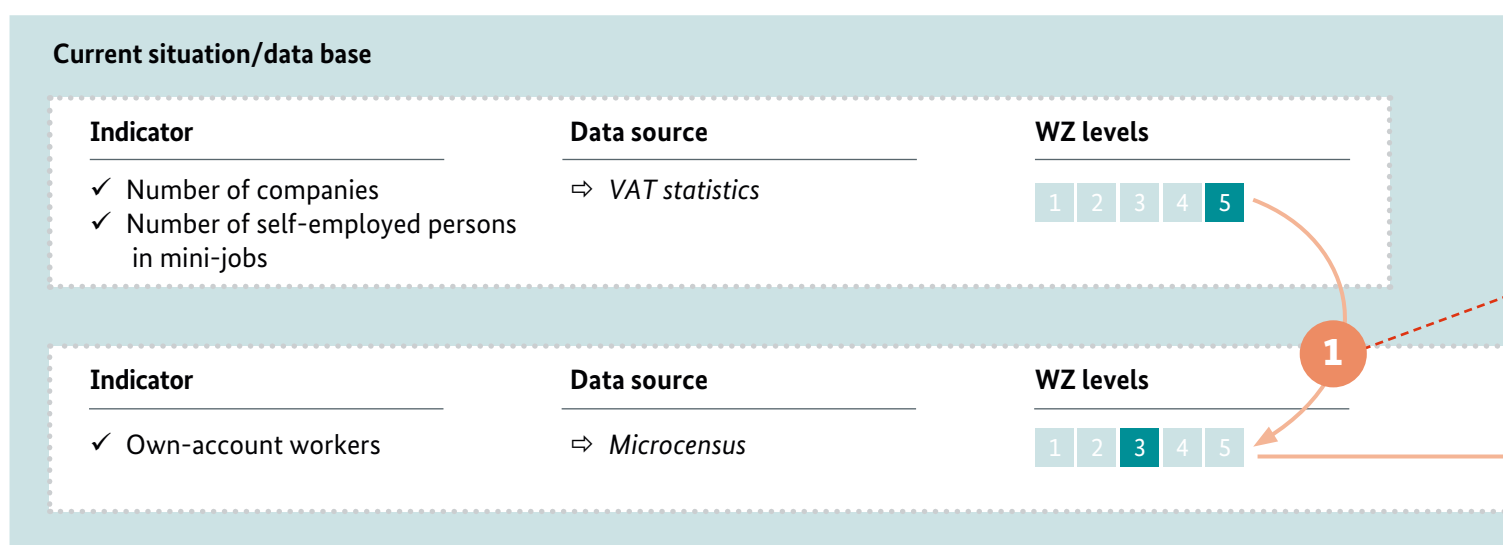 Current situation/data base
Indicator
Data source
WZ levels
✓ Number of companies
✓ Number of self-employed persons
in mini-jobs
⇨ VAT statistics
1 2 3 4 5
1
Indicator
Data source
WZ levels
✓ Own-account workers
⇨ Microcensus
1 2 3 4 5